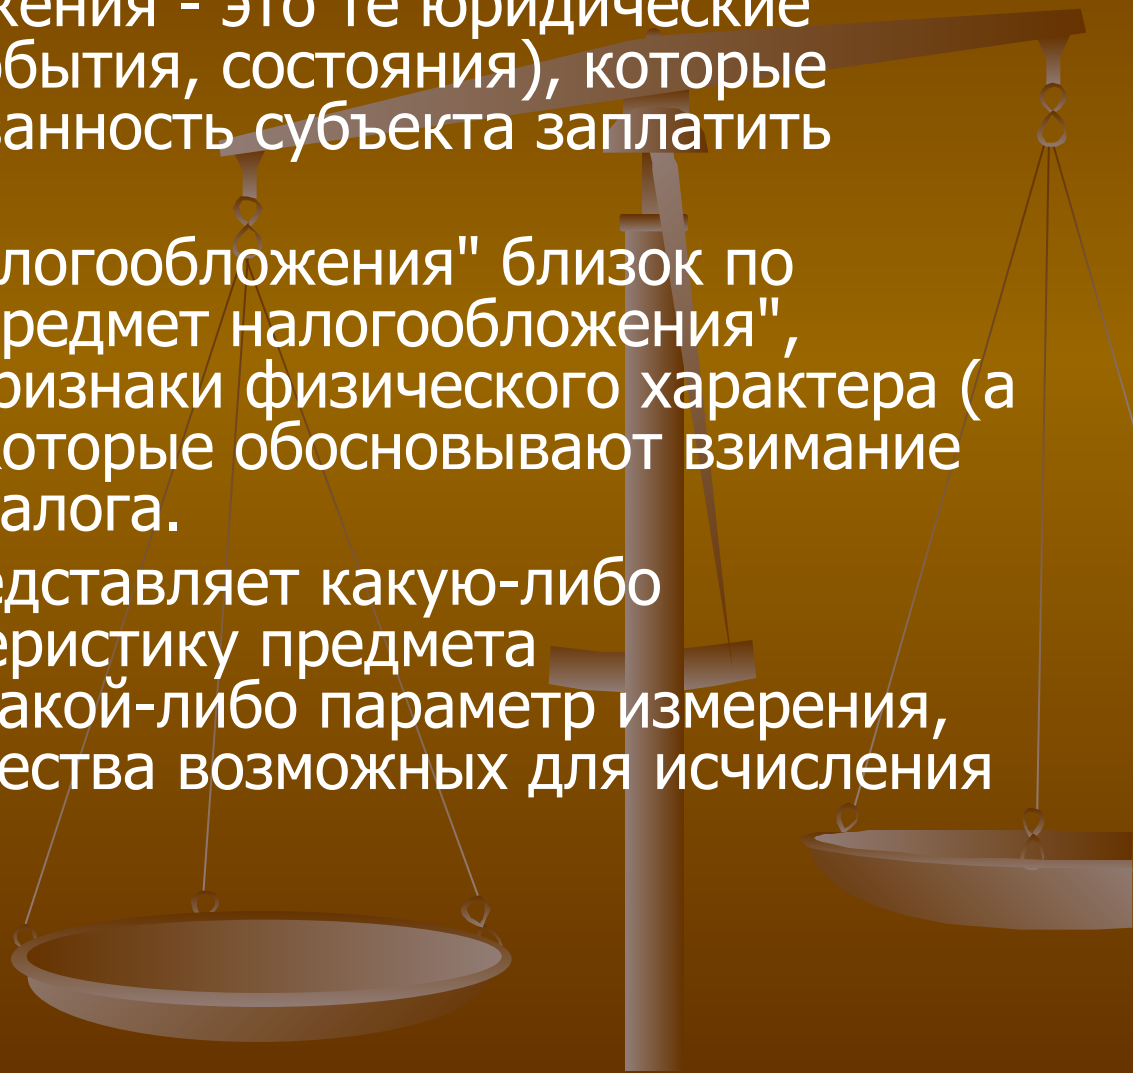 жения - это те юридические
обытия, состояния), которые
занность субъекта заплатить
логообложения" близок по
редмет налогообложения",
ризнаки физического характера (а
которые обосновывают взимание
алога.
едставляет какую-либо
еристику предмета
акой-либо параметр измерения,
ества возможных для исчисления